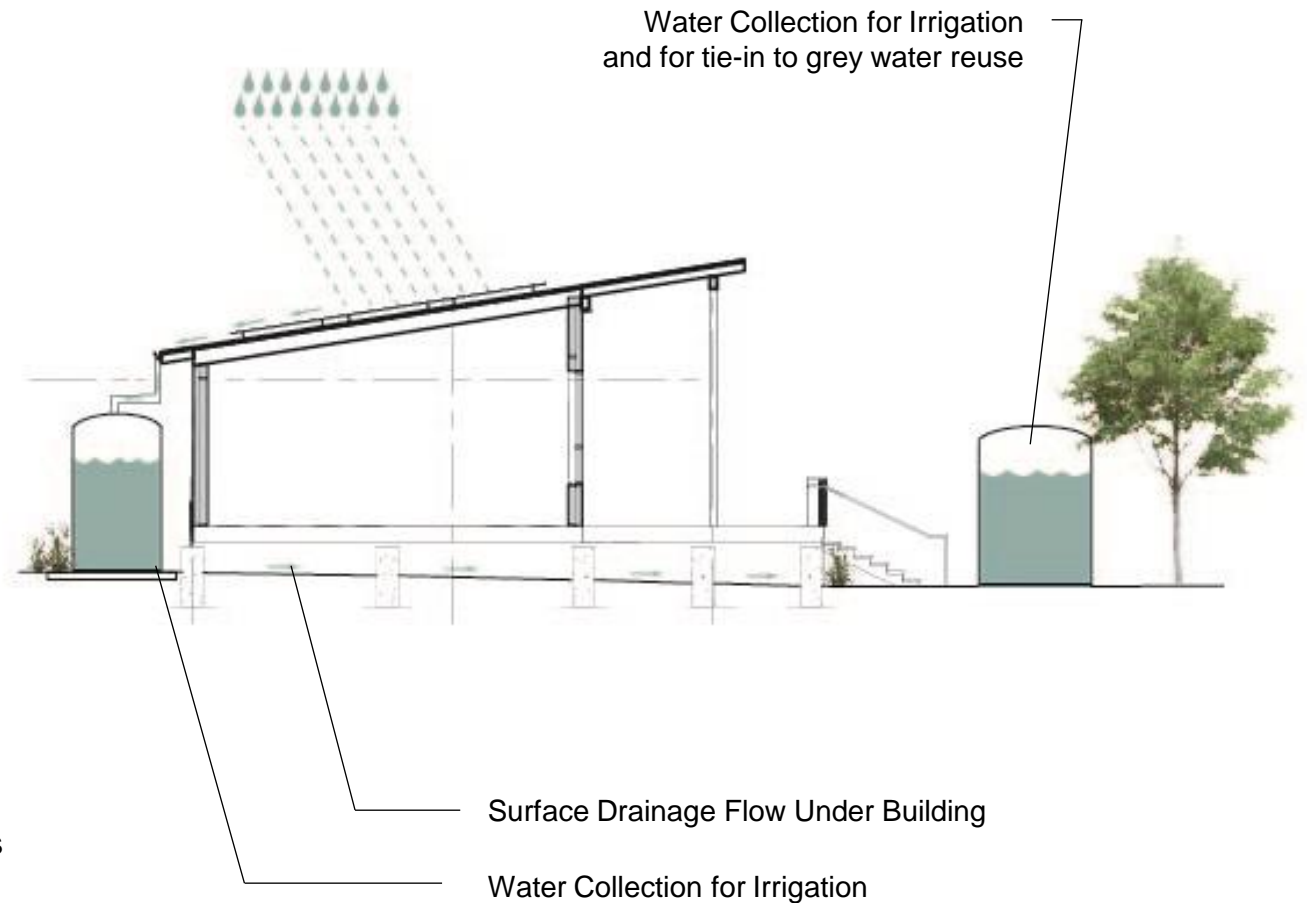 Water Collection for Irrigation
and for tie-in to grey water reuse
Surface Drainage Flow Under Building
s
Water Collection for Irrigation